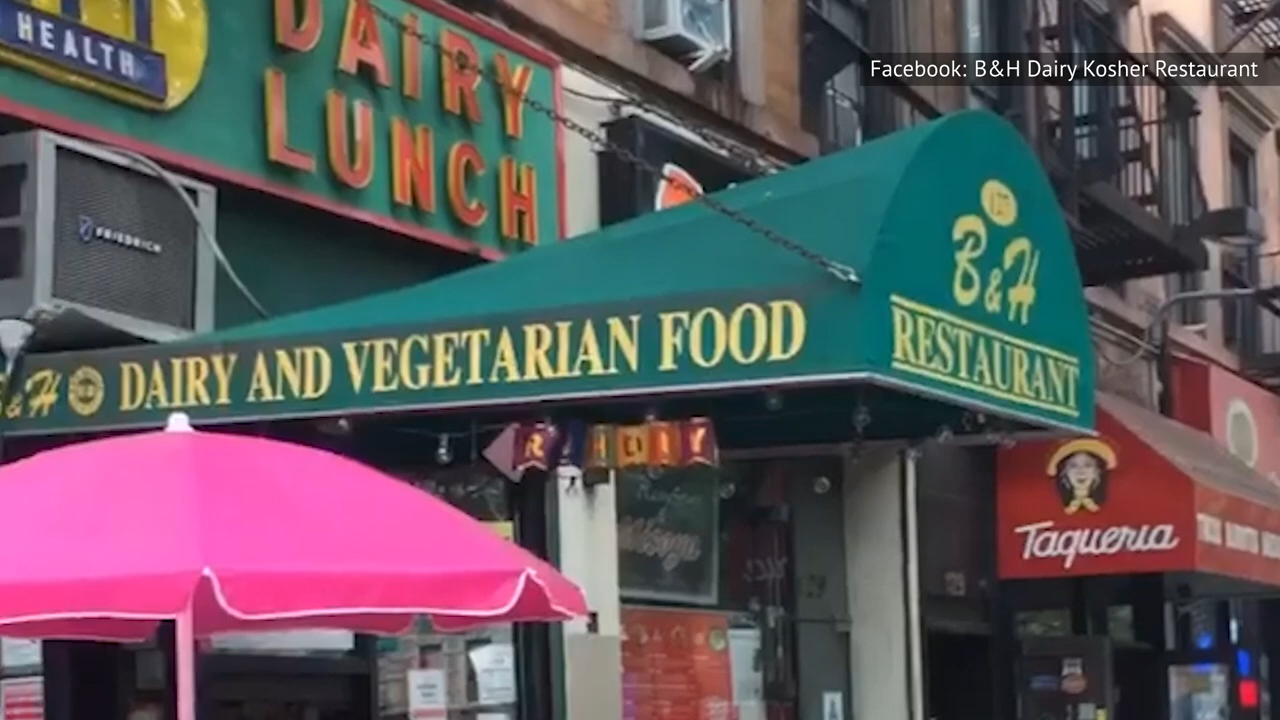 HEALTH
DAIRY
LUNCH
Facebook: B&H Dairy Kosher Restaurant
FRIEDRICH
B&H
RESTAURANT
& H DAIRY AND VEGETARIAN FOOD
Taqueria